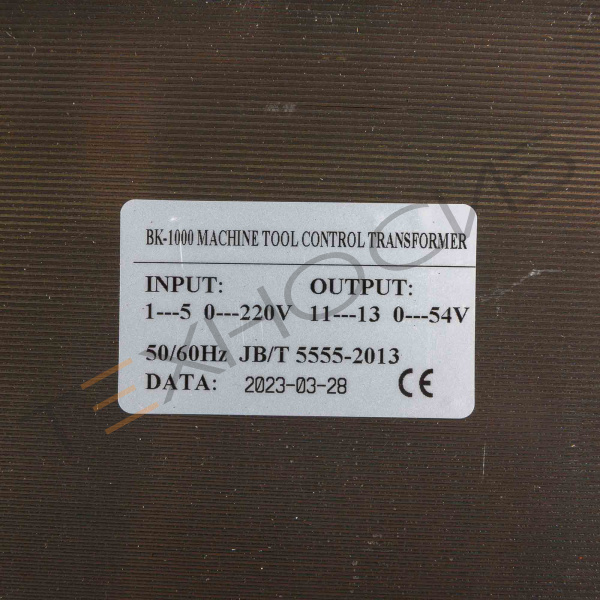 BK-1000 MACHINE TOOL CONTROL TRANSFORMER
INPUT: OUTPUT:
1---5 0---220V 11---13 0---54V
50/60Hz JB/T 5555-2013
DATA: 2023-03-28 CE
ТЕХНОСИБ